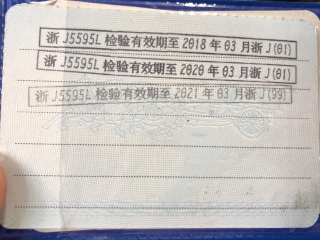 浙 J5595L 检验有效期至 2018 年 03 月浙 J(01)
浙 J5595L 检验有效期至 2020 年 03 月浙 J(01)
浙 J5595L 检验有效期至 2021 年 03 月浙 J(99)